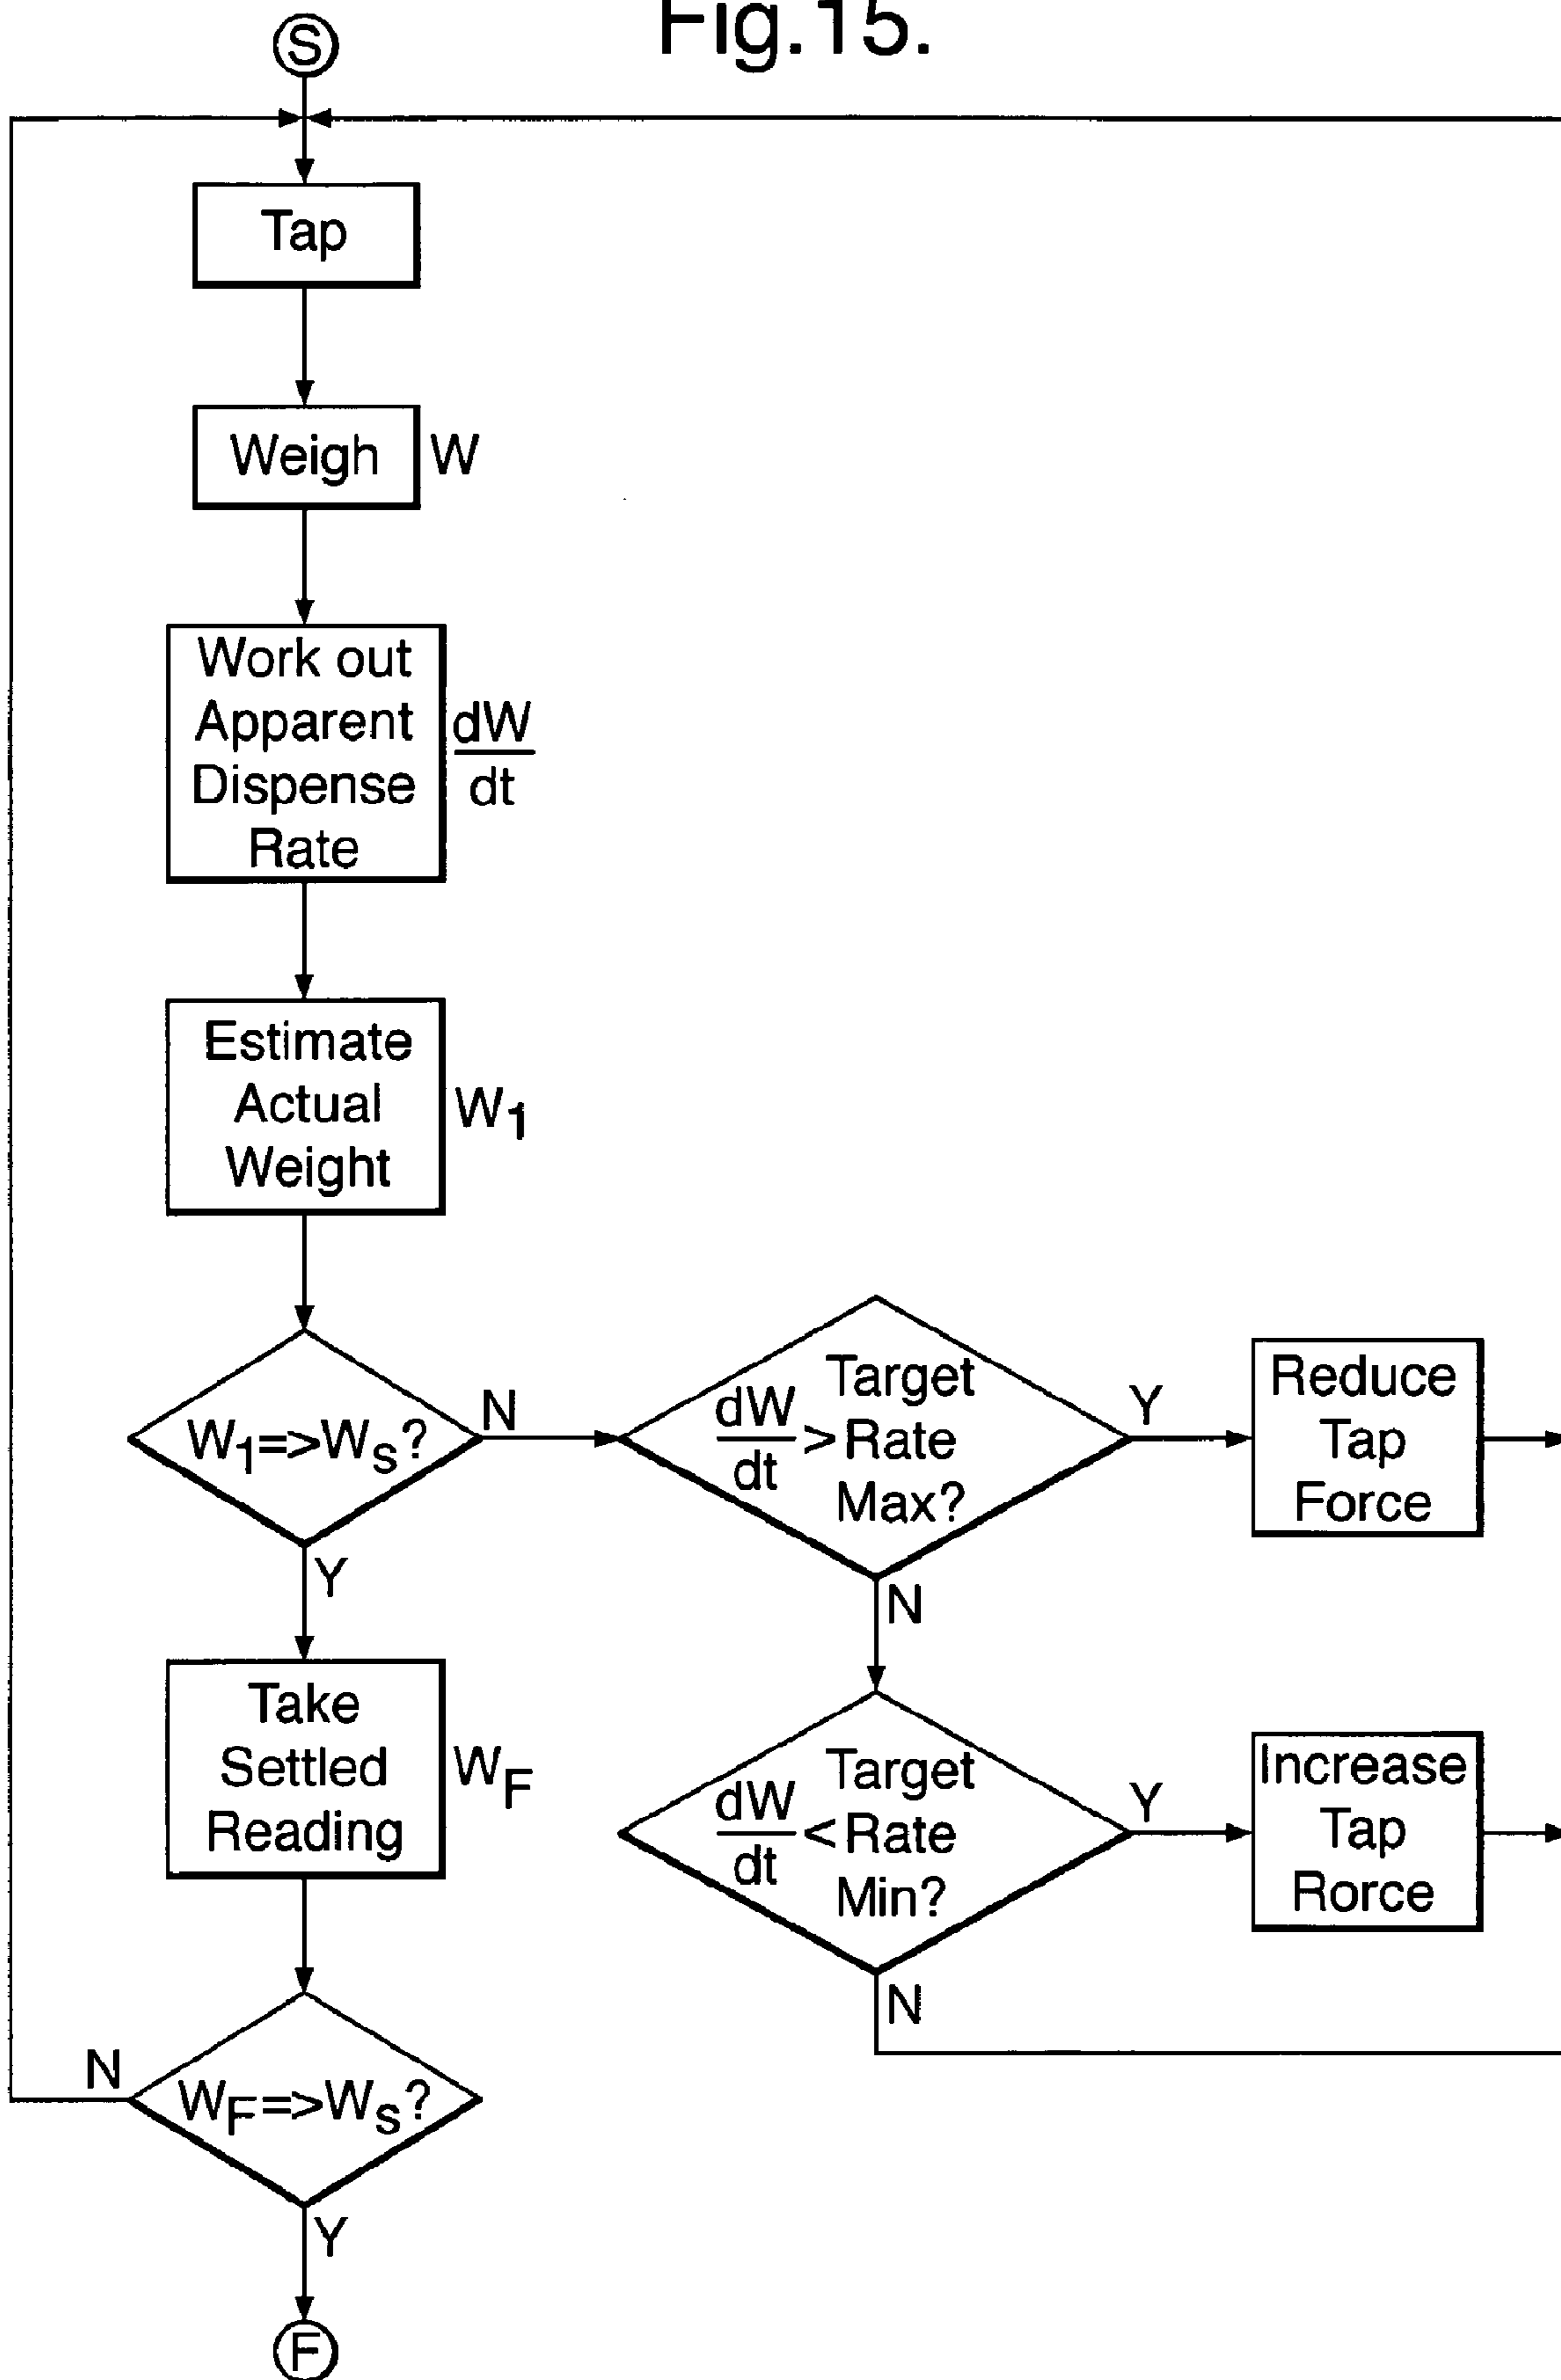 Fig.15.
S
Tap
Weigh W
Work out
Apparent
Dispense
Rate
dW
dt
Estimate
Actual
Weight
W1
W1=>Ws?
N
Y
dW
dt
>
Target
Rate
Max?
Y
N
Reduce
Tap
Force
Take
Settled
Reading
WF
dW
dt
<
Target
Rate
Min?
Y
N
Increase
Tap
Rorce
WF=>Ws?
N
Y
F